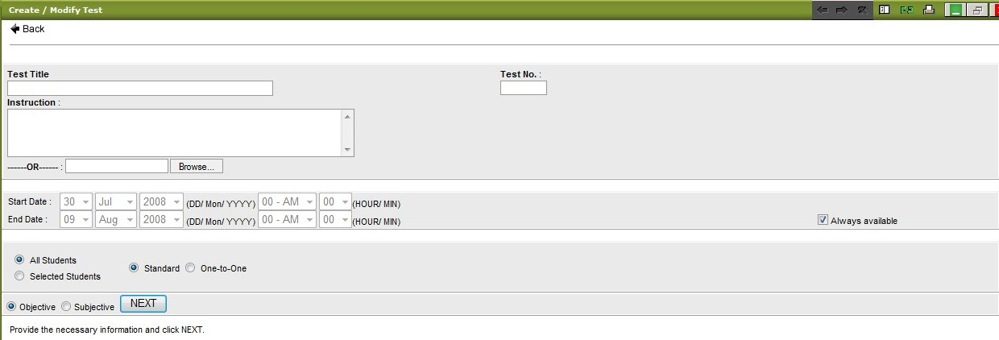 Create / Modify Test
Back
Test Title
Test No. :
Instruction :
------OR------ :
Browse...
Start Date : 30 Jul 2008 (DD/ Mon/ YYYY) 00 - AM 00 (HOUR/ MIN)
End Date : 09 Aug 2008 (DD/ Mon/ YYYY) 00 - AM 00 (HOUR/ MIN)
Always available
All Students
Selected Students
Standard One-to-One
Objective Subjective NEXT
Provide the necessary information and click NEXT.